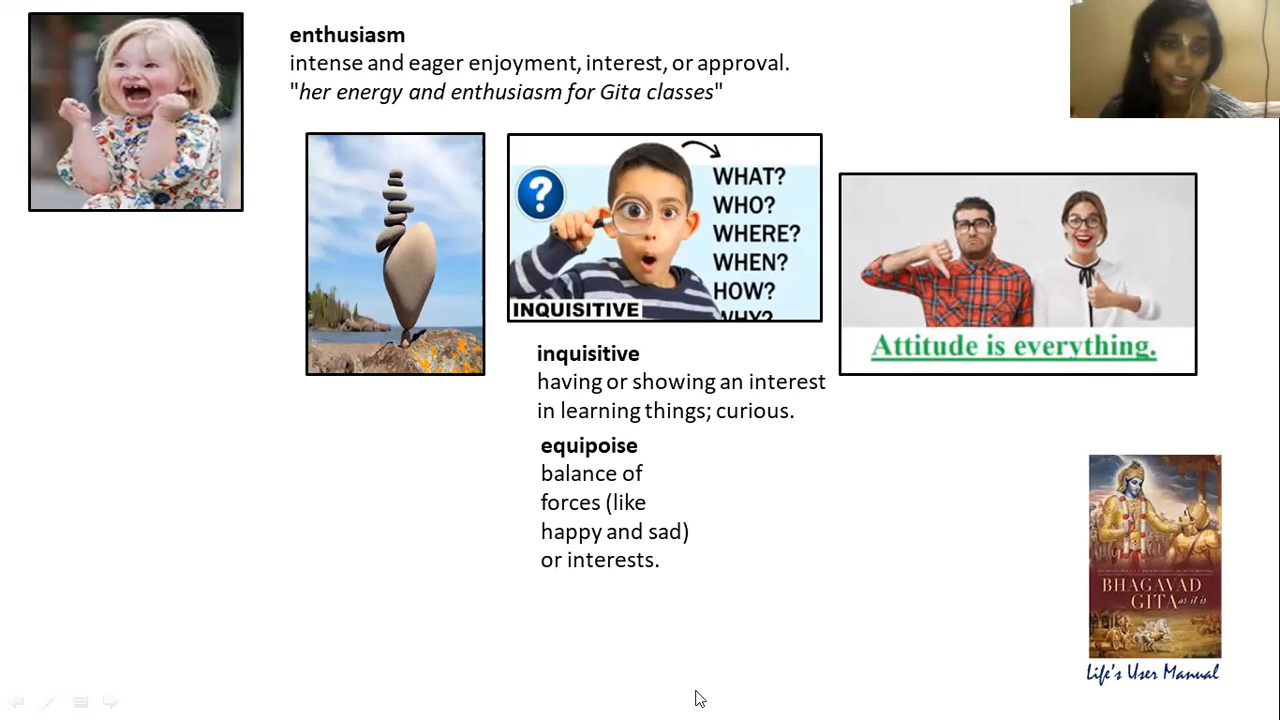 enthusiasm
intense and eager enjoyment, interest, or approval.
"her energy and enthusiasm for Gita classes"
?
WHAT?
WHO?
WHERE?
WHEN?
HOW?
WHY?
INQUISITIVE
Attitude is everything.
inquisitive
having or showing an interest
in learning things; curious.
equipoise
balance of
forces (like
happy and sad)
or interests.
BHAGAVAD
GITA as it is
Life's User Manual